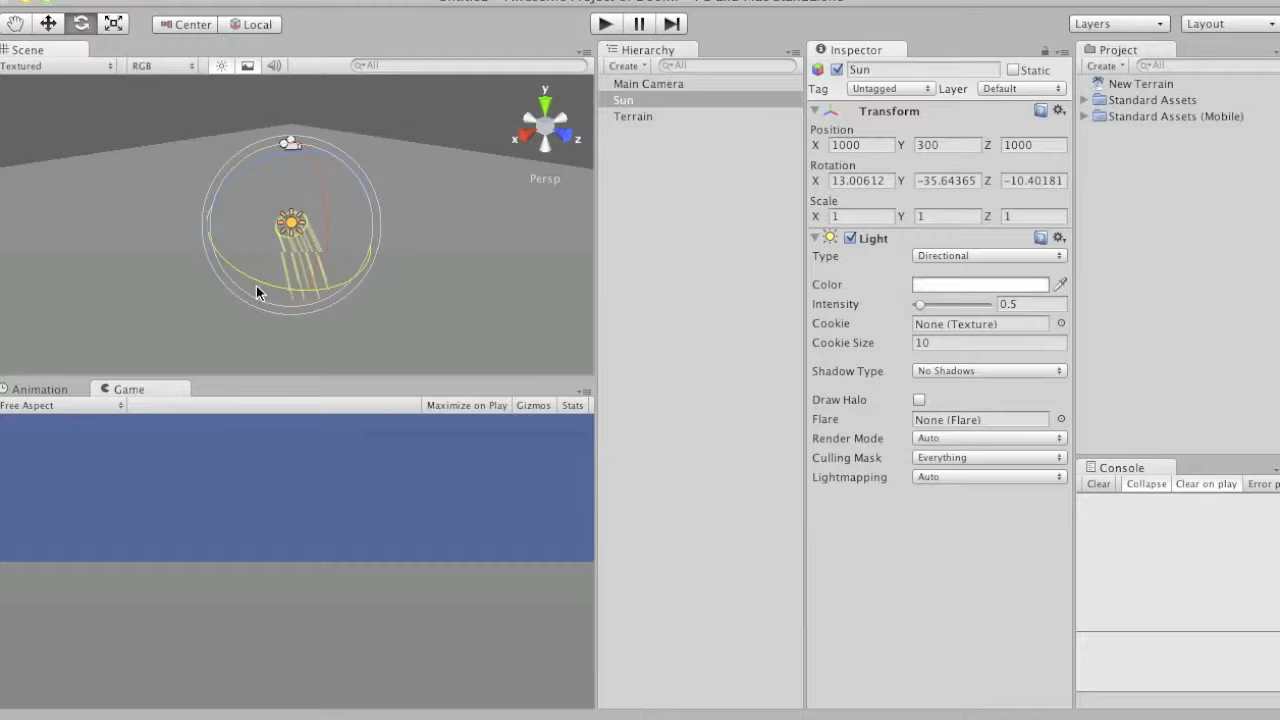 Center Local
Layers Layout
Scene
Hierarchy
Inspector
Project
Textured RGB All
Create All
Create All
Sun Static
Tag Untagged Layer Default
Main Camera
Sun
Terrain
New Terrain
Standard Assets
Standard Assets (Mobile)
y
x z
Persp
Transform
Position
X 1000 Y 300 Z 1000
Rotation
X 13.00612 Y -35.64365 Z -10.40181
Scale
X 1 Y 1 Z 1
Light
Type Directional
Color
Intensity 0.5
Cookie None (Texture)
Cookie Size 10
Shadow Type No Shadows
Draw Halo
Flare None (Flare)
Render Mode Auto
Culling Mask Everything
Lightmapping Auto
Animation Game
Free Aspect Maximize on Play Gizmos Stats
Console
Clear Collapse Clear on play Error p